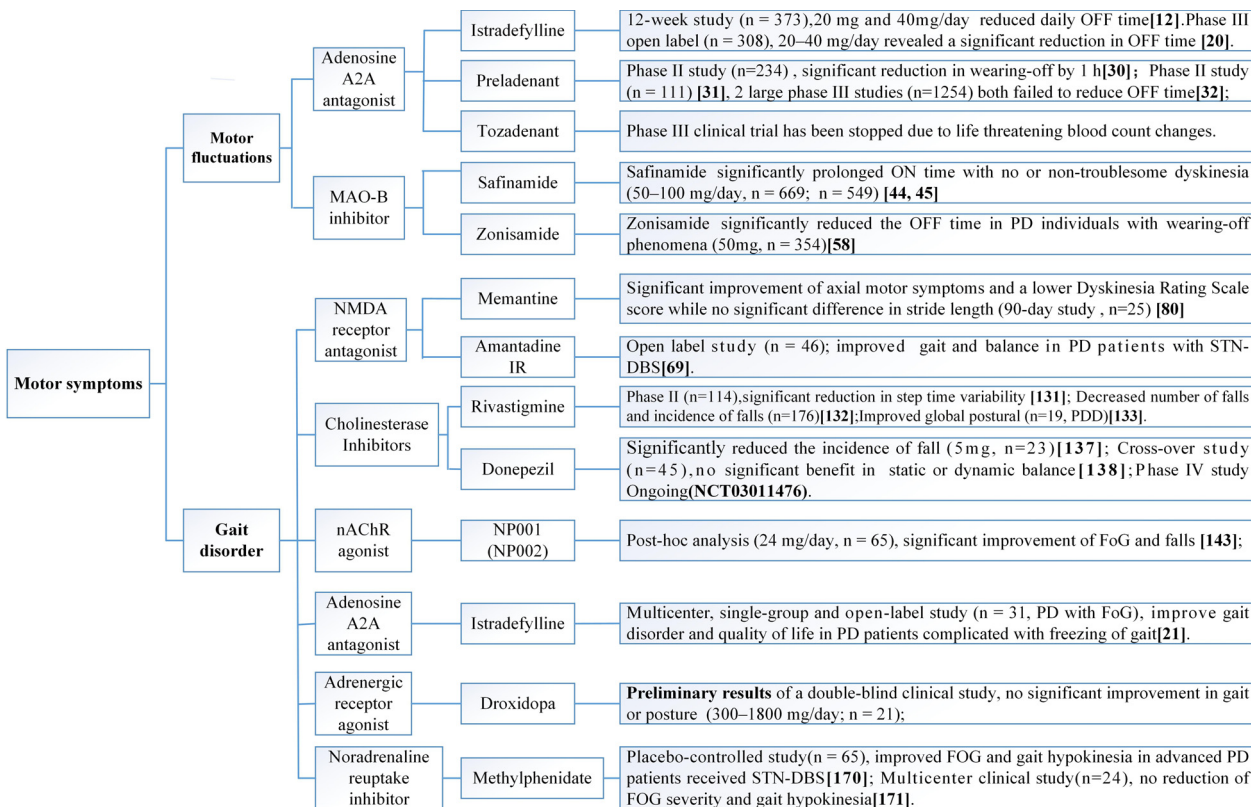 Motor symptoms
Motor
fluctuations
Adenosine
A2A
antagonist
Istradefylline
12-week study (n = 373),20 mg and 40mg/day reduced daily OFF time[12].Phase III
open label (n = 308), 20–40 mg/day revealed a significant reduction in OFF time [20].
Preladenant
Phase II study (n=234) , significant reduction in wearing-off by 1 h[30]; Phase II study
(n = 111) [31], 2 large phase III studies (n=1254) both failed to reduce OFF time[32];
Tozadenant
Phase III clinical trial has been stopped due to life threatening blood count changes.
MAO-B
inhibitor
Safinamide
Safinamide significantly prolonged ON time with no or non-troublesome dyskinesia
(50–100 mg/day, n = 669; n = 549) [44, 45]
Zonisamide
Zonisamide significantly reduced the OFF time in PD individuals with wearing-off
phenomena (50mg, n = 354)[58]
Gait
disorder
NMDA
receptor
antagonist
Memantine
Significant improvement of axial motor symptoms and a lower Dyskinesia Rating Scale
score while no significant difference in stride length (90-day study , n=25) [80]
Amantadine
IR
Open label study (n = 46); improved gait and balance in PD patients with STN-
DBS[69].
Cholinesterase
Inhibitors
Rivastigmine
Phase II (n=114),significant reduction in step time variability [131]; Decreased number of falls
and incidence of falls (n=176)[132];Improved global postural (n=19, PDD)[133].
Donepezil
Significantly reduced the incidence of fall (5mg, n=23)[137]; Cross-over study
(n=45),no significant benefit in static or dynamic balance[138];Phase IV study
Ongoing(NCT03011476).
nAChR
agonist
NP001
(NP002)
Post-hoc analysis (24 mg/day, n = 65), significant improvement of FoG and falls [143];
Adenosine
A2A
antagonist
Istradefylline
Multicenter, single-group and open-label study (n = 31, PD with FoG), improve gait
disorder and quality of life in PD patients complicated with freezing of gait[21].
Adrenergic
receptor
agonist
Droxidopa
Preliminary results of a double-blind clinical study, no significant improvement in gait
or posture (300–1800 mg/day; n = 21);
Noradrenaline
reuptake
inhibitor
Methylphenidate
Placebo-controlled study(n = 65), improved FOG and gait hypokinesia in advanced PD
patients received STN-DBS[170]; Multicenter clinical study(n=24), no reduction of
FOG severity and gait hypokinesia[171].